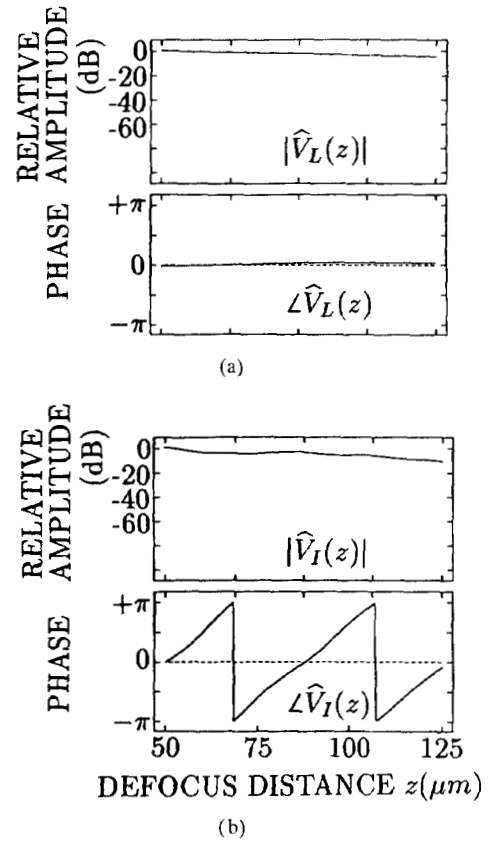 RELATIVE
AMPLITUDE
(dB)
0
-20
-40
-60
|V̂_L(z)|
PHASE
+π
0
−π
∠V̂_L(z)
(a)
RELATIVE
AMPLITUDE
(dB)
0
-20
-40
-60
|V̂_I(z)|
PHASE
+π
0
−π
∠V̂_I(z)
50 75 100 125
DEFOCUS DISTANCE z(μm)
(b)